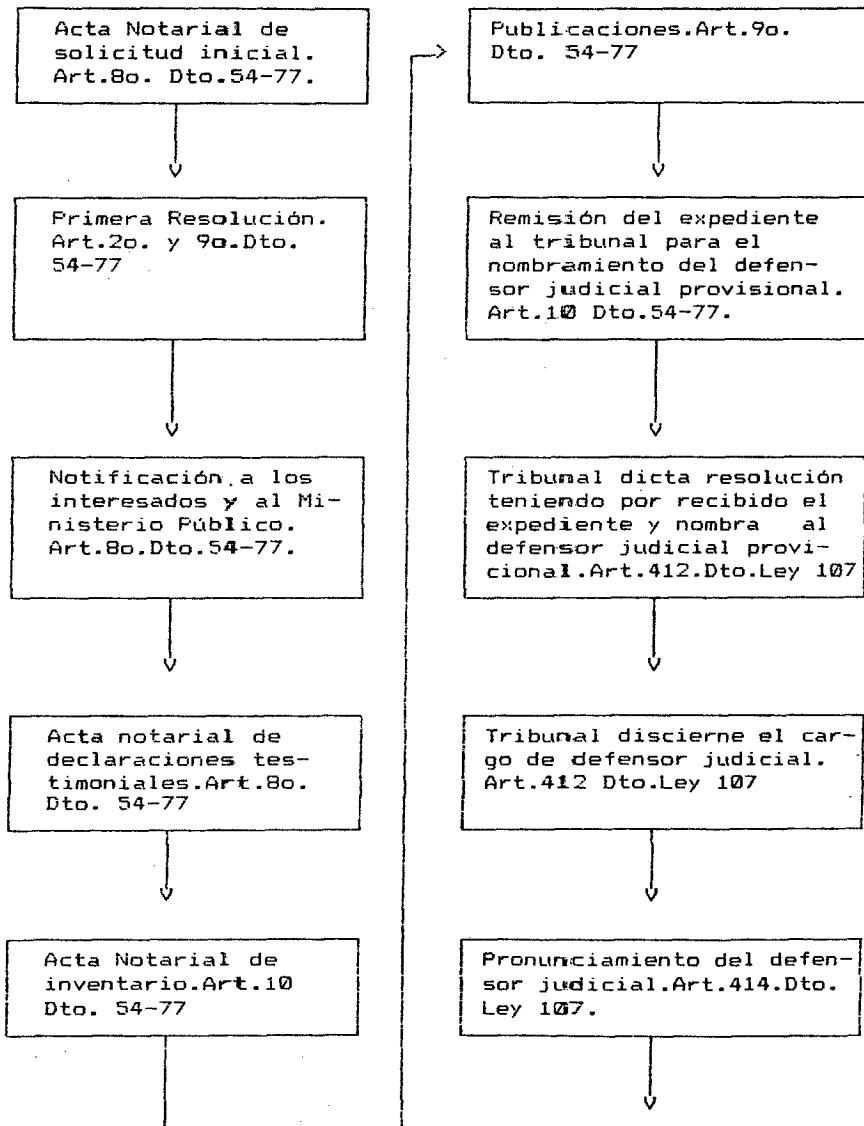 Acta Notarial de
solicitud inicial.
Art.8o. Dto.54-77.
Primera Resolución.
Art.2o. y 9o.Dto.
54-77
Notificación a los
interesados y al Mi-
nisterio Público.
Art.8o.Dto.54-77.
Acta notarial de
declaraciones tes-
timoniales.Art.8o.
Dto. 54-77
Acta Notarial de
inventario.Art.10
Dto. 54-77
Publicaciones.Art.9o.
Dto. 54-77
Remisión del expediente
al tribunal para el
nombramiento del defen-
sor judicial provisional.
Art.10 Dto.54-77.
Tribunal dicta resolución
teniendo por recibido el
expediente y nombra al
defensor judicial provi-
cional.Art.412.Dto.Ley 107
Tribunal discierne el car-
go de defensor judicial.
Art.412 Dto.Ley 107
Pronunciamiento del defen-
sor judicial.Art.414.Dto.
Ley 107.